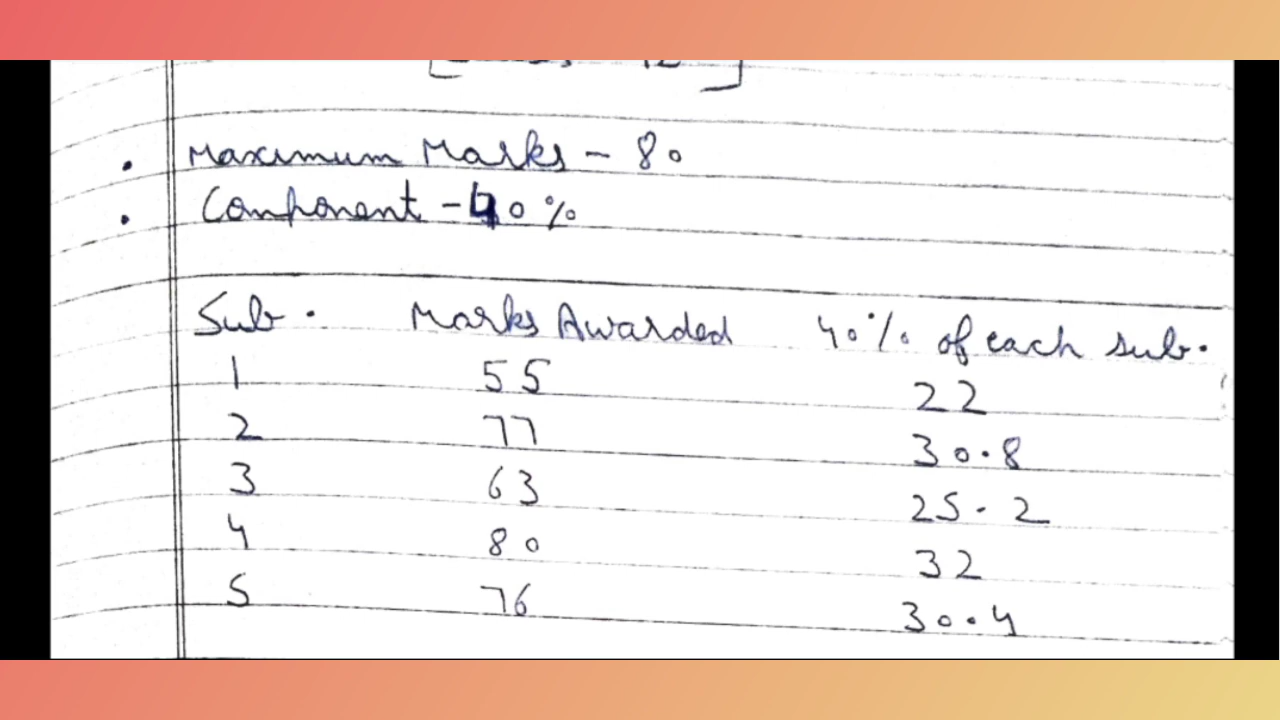 • Maximum Marks - 80
• Component - 40%
Sub. Marks Awarded 40% of each sub.
1 55 22
2 77 30.8
3 63 25.2
4 80 32
5 76 30.4